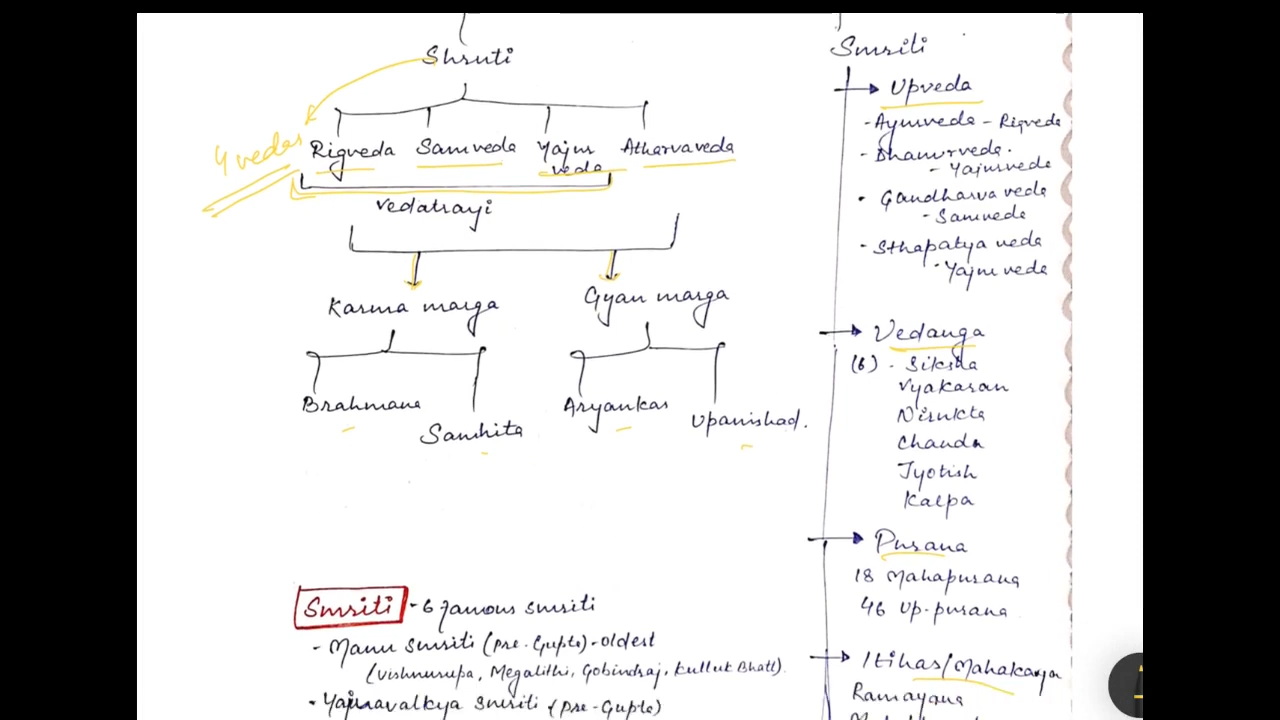 Shruti
4 vedas
Rigveda Samveda Yajur veda Atharvaveda
vedatrayi
Karma marga
Gyan marga
Brahmana
Samhita
Aryankas
Upanishad.
Smriti - 6 famous smriti
- Manu Smriti (pre-Gupta) - oldest
(Vishnurupa, Megalithi, Gobindraj, Kulluk Bhatt).
• Yajnavalkya Smriti (pre-Gupta)
Smriti
→ Upveda
- Ayurveda - Rigveda
- Dhanurveda.
- Yajurveda
• Gandharva veda
- Samveda
- Sthapatya veda
- Yajur veda
→ Vedanga
(6) - Siksha
Vyakaran
Nirukta
Chanda
Jyotish
Kalpa
→ Purana
18 Mahapurana
46 Up-purana
→ Itihas/Mahakavya
Ramayana